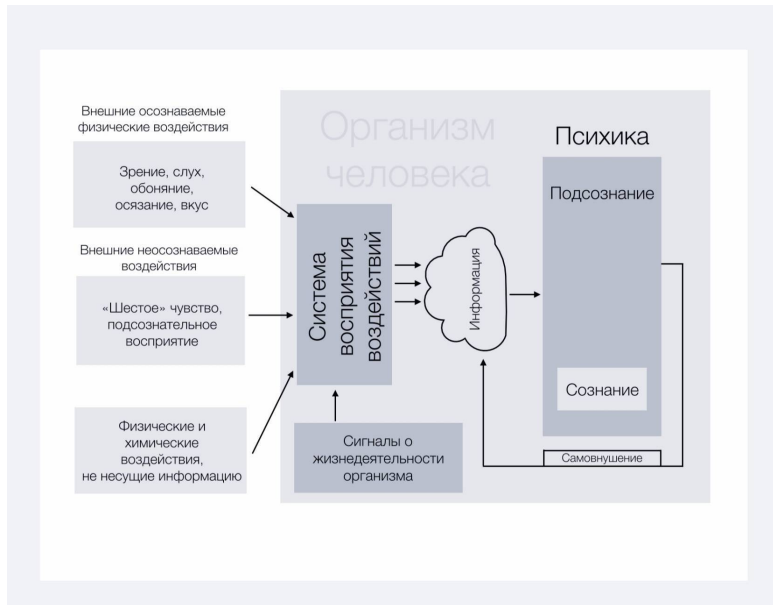 Внешние осознаваемые
физические воздействия
Зрение, слух,
обоняние,
осязание, вкус
Внешние неосознаваемые
воздействия
«Шестое» чувство,
подсознательное
восприятие
Физические и
химические
воздействия,
не несущие информацию
Организм
человека
Система
восприятия
воздействий
Сигналы о
жизнедеятельности
организма
Информация
Психика
Подсознание
Сознание
Самовнушение